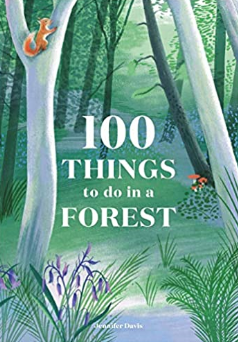 100
THINGS
to do in a
FOREST
Jennifer Davis